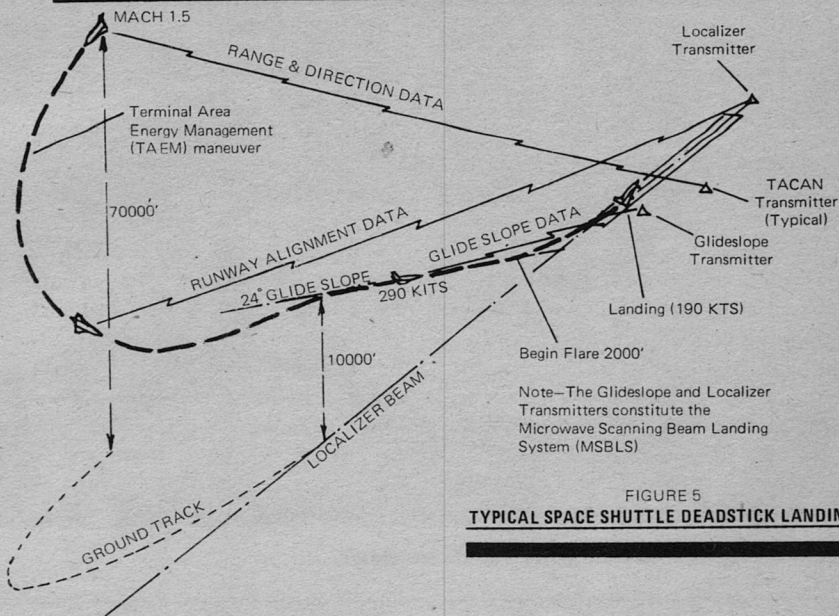 MACH 1.5
RANGE & DIRECTION DATA
Localizer
Transmitter
Terminal Area
Energy Management
(TAEM) maneuver
70000'
TACAN
Transmitter
(Typical)
RUNWAY ALIGNMENT DATA
GLIDE SLOPE DATA
Glideslope
Transmitter
24° GLIDE SLOPE
290 KITS
Landing (190 KTS)
10000'
Begin Flare 2000'
LOCALIZER BEAM
Note—The Glideslope and Localizer
Transmitters constitute the
Microwave Scanning Beam Landing
System (MSBLS)
GROUND TRACK
FIGURE 5
TYPICAL SPACE SHUTTLE DEADSTICK LANDIN